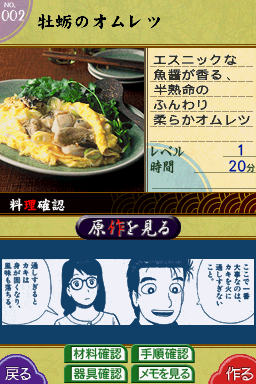 NO.
002
牡蛎のオムレツ
エスニックな
魚醤が香る、
半熟命の
ふんわり
柔らかオムレツ
レベル 1
時間 20分
料理確認
原作を見る
ここで一番
大事なのは、
カキを火に
通しすぎない
こと。
通しすぎると
カキは
身が固くなり、
風味も落ちる。
材料確認
手順確認
器具確認
メモを見る
戻る
作る